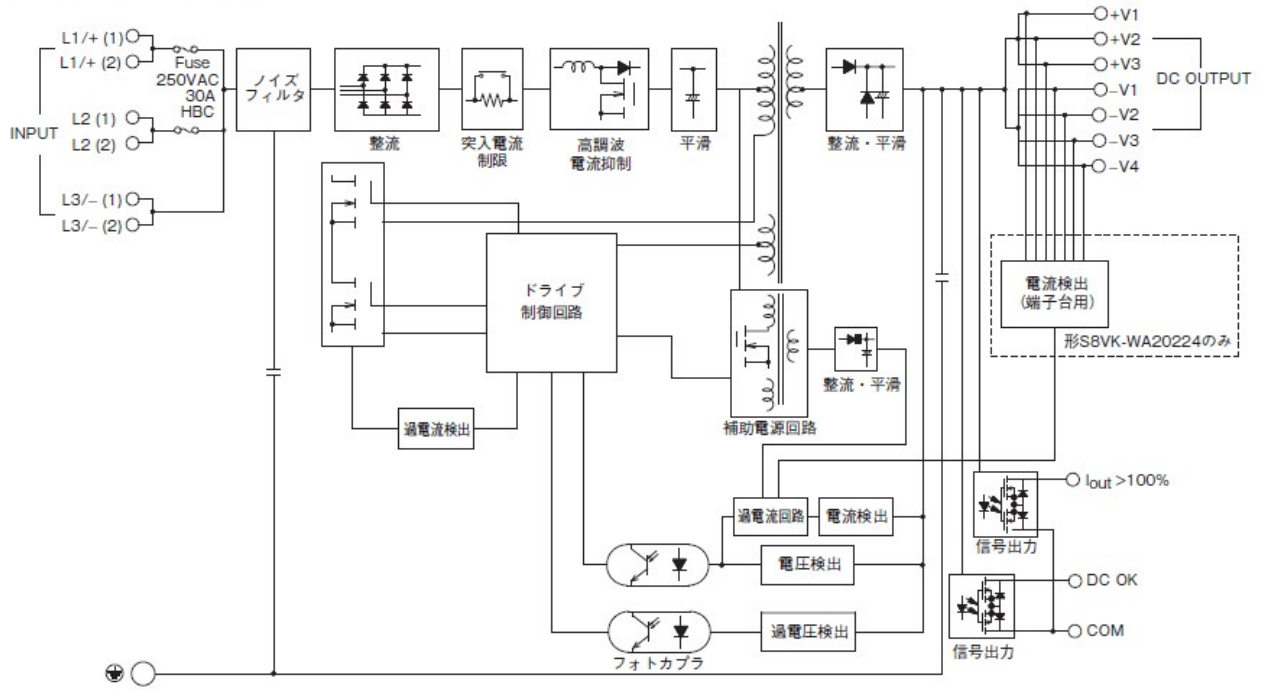 INPUT
L1/+ (1)
L1/+ (2)
L2 (1)
L2 (2)
L3/− (1)
L3/− (2)
Fuse
250VAC
30A
HBC
ノイズ
フィルタ
整流
突入電流
制限
高調波
電流抑制
平滑
整流・平滑
+V1
+V2
+V3
−V1
−V2
−V3
−V4
DC OUTPUT
電流検出
(端子台用)
形S8VK-WA20224のみ
ドライブ
制御回路
過電流検出
補助電源回路
整流・平滑
過電流回路
電流検出
電圧検出
過電圧検出
フォトカプラ
Iout >100%
信号出力
DC OK
COM
信号出力